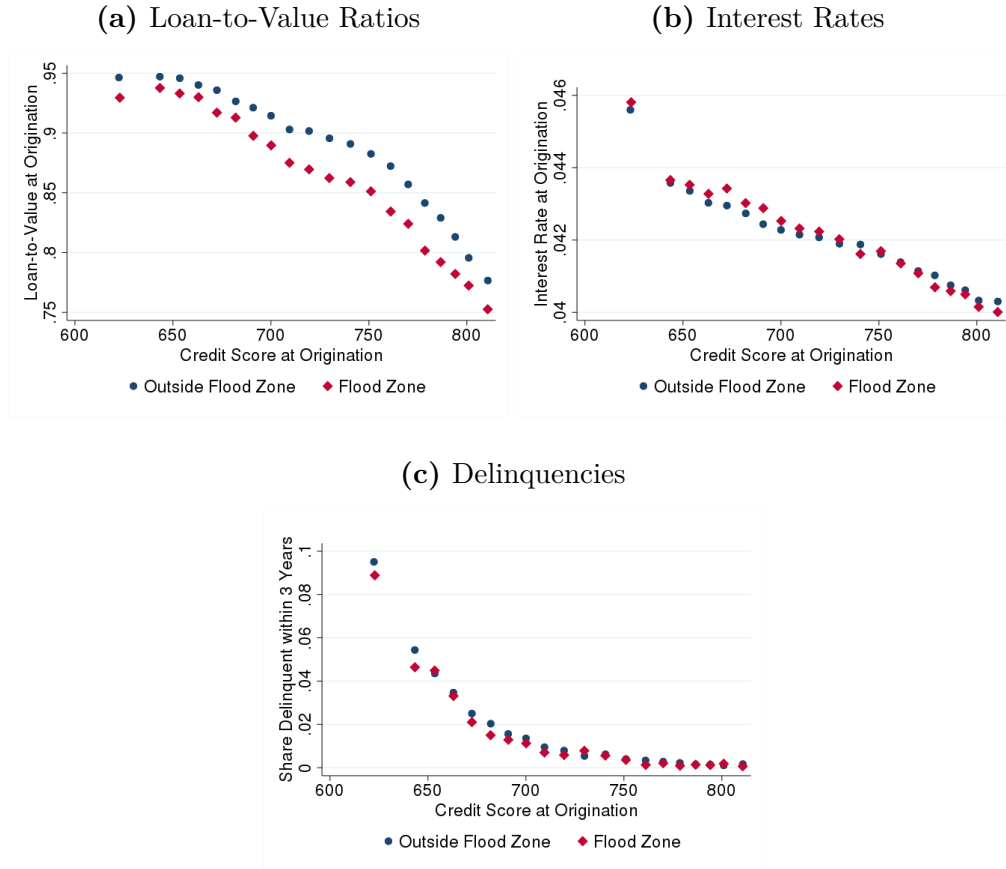 (a) Loan-to-Value Ratios
Loan-to-Value at Origination
.95
.9
.85
.8
.75
600 650 700 750 800
Credit Score at Origination
Outside Flood Zone Flood Zone
(b) Interest Rates
Interest Rate at Origination
.046
.044
.042
.04
600 650 700 750 800
Credit Score at Origination
Outside Flood Zone Flood Zone
(c) Delinquencies
Share Delinquent within 3 Years
.1
.08
.06
.04
.02
0
600 650 700 750 800
Credit Score at Origination
Outside Flood Zone Flood Zone